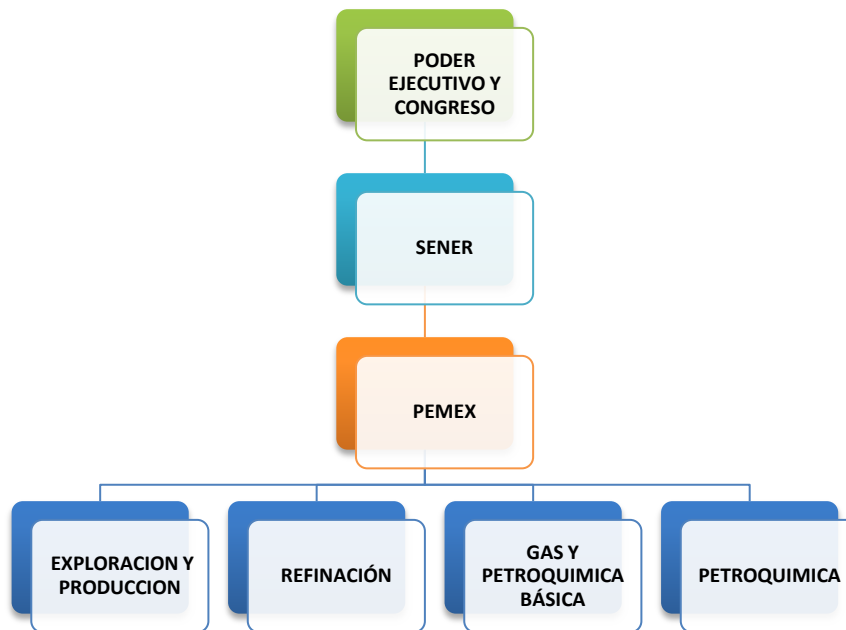 PODER
EJECUTIVO Y
CONGRESO
SENER
PEMEX
EXPLORACION Y
PRODUCCION
REFINACIÓN
GAS Y
PETROQUIMICA
BÁSICA
PETROQUIMICA